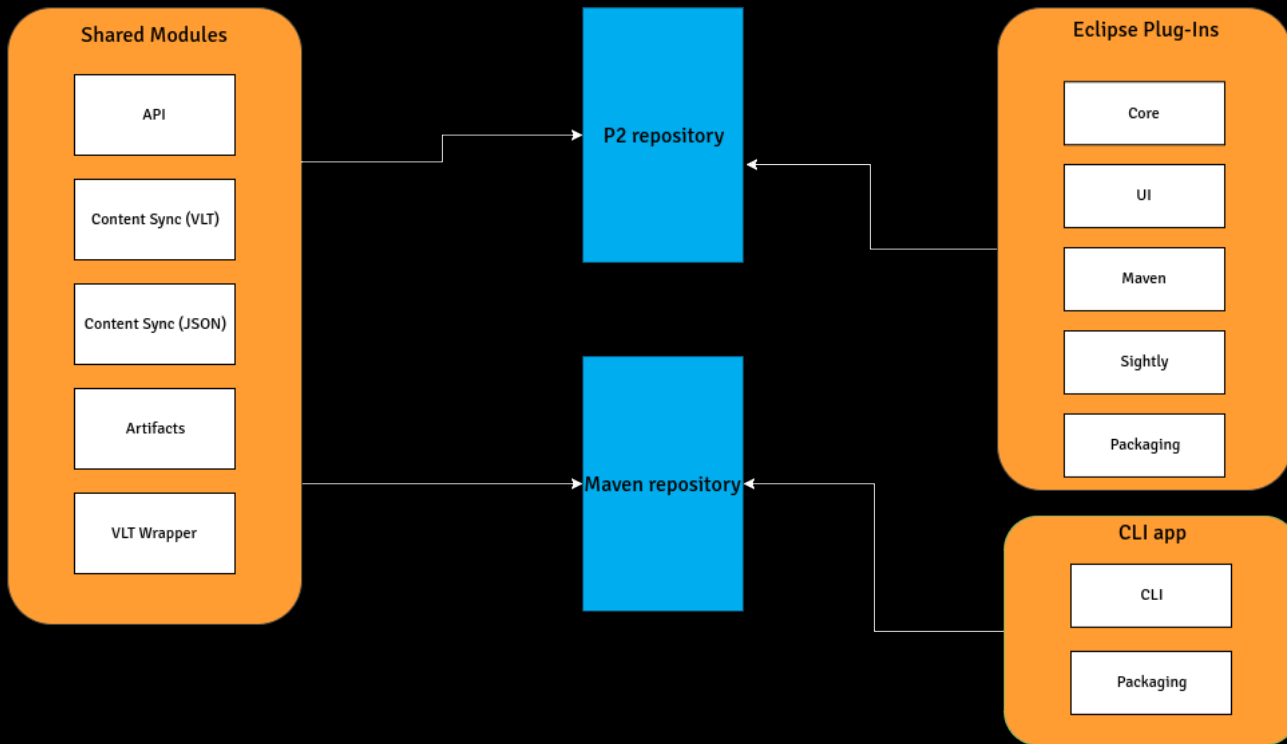 Shared Modules
API
Content Sync (VLT)
Content Sync (JSON)
Artifacts
VLT Wrapper
P2 repository
Maven repository
Eclipse Plug-Ins
Core
UI
Maven
Sightly
Packaging
CLI app
CLI
Packaging